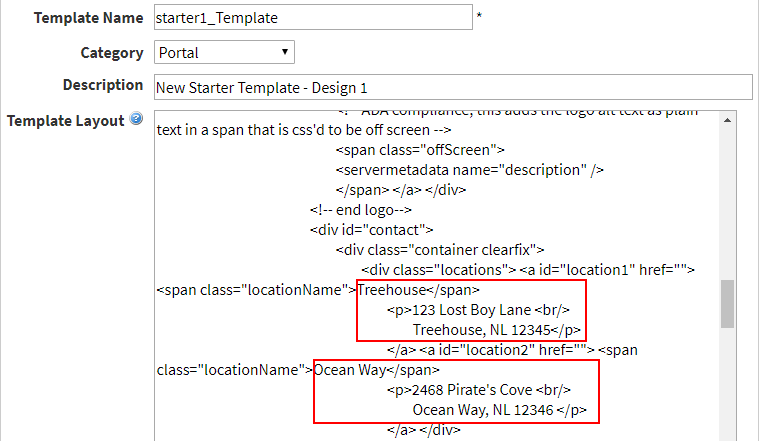 Template Name starter1_Template *
Category Portal
Description New Starter Template - Design 1
Template Layout ? <!-- ADA compliance, this adds the logo alt text as plain
text in a span that is css'd to be off screen -->
<span class="offScreen">
<servermetadata name="description" />
</span> </a> </div>
<!-- end logo-->
<div id="contact">
<div class="container clearfix">
<div class="locations"> <a id="location1" href="">
<span class="locationName">Treehouse</span>
<p>123 Lost Boy Lane <br/>
Treehouse, NL 12345</p>
</a> <a id="location2" href=""> <span
class="locationName">Ocean Way</span>
<p>2468 Pirate's Cove <br/>
Ocean Way, NL 12346 </p>
</a> </div>